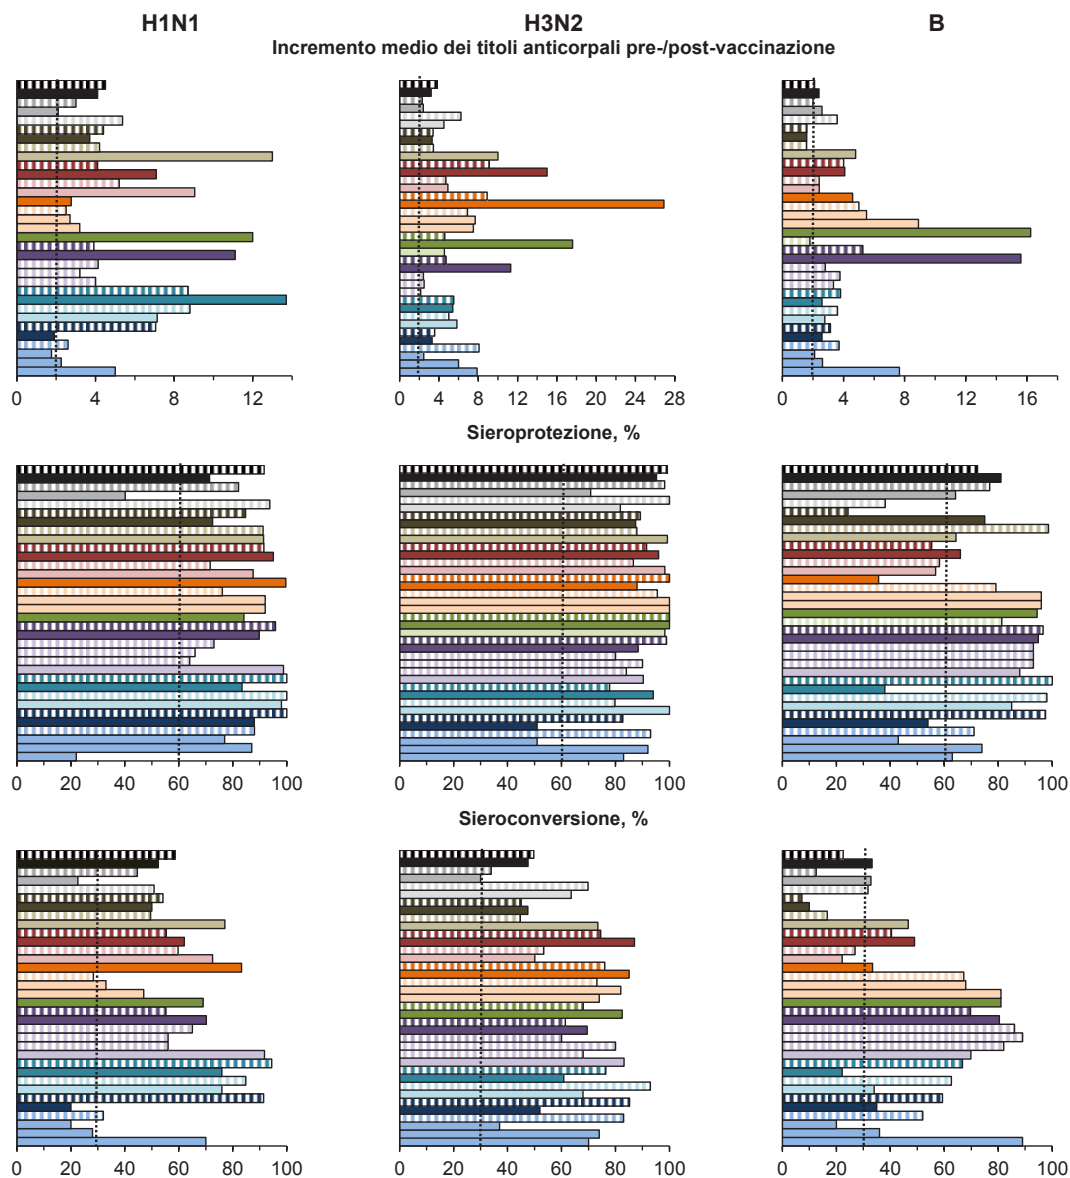 H1N1 H3N2 B
Incremento medio dei titoli anticorpali pre-/post-vaccinazione
0 4 8 12 0 4 8 12 16 20 24 28 0 4 8 12 16
Sieroprotezione, %
0 20 40 60 80 100 0 20 40 60 80 100 0 20 40 60 80 100
Sieroconversione, %
0 20 40 60 80 100 0 20 40 60 80 100 0 20 40 60 80 100